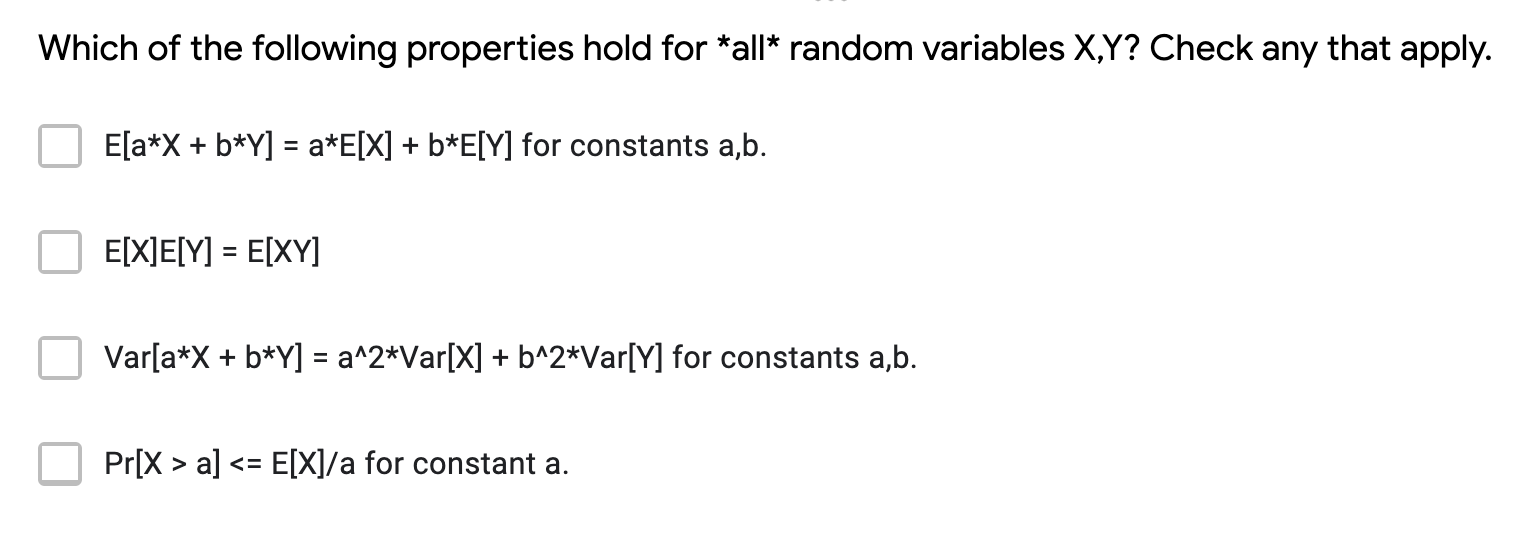 Which of the following properties hold for *all* random variables X,Y? Check any that apply.
E[a*X + b*Y] = a*E[X] + b*E[Y] for constants a,b.
E[X]E[Y] = E[XY]
Var[a*X + b*Y] = a^2*Var[X] + b^2*Var[Y] for constants a,b.
Pr[X > a] <= E[X]/a for constant a.